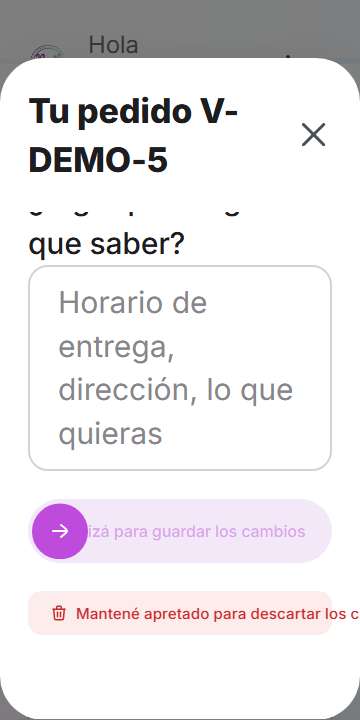 Hola
Tu pedido V-
DEMO-5
que saber?
Horario de
entrega,
dirección, lo que
quieras
izá para guardar los cambios
Mantené apretado para descartar los c